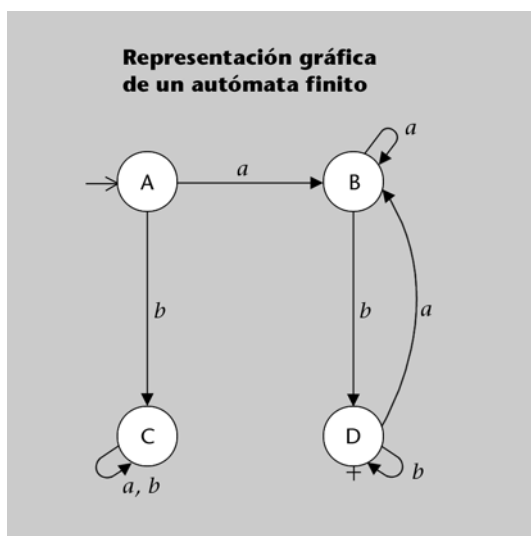 Representación gráfica
de un autómata finito
a
A
a
B
b
b
a
C
D
a, b
b